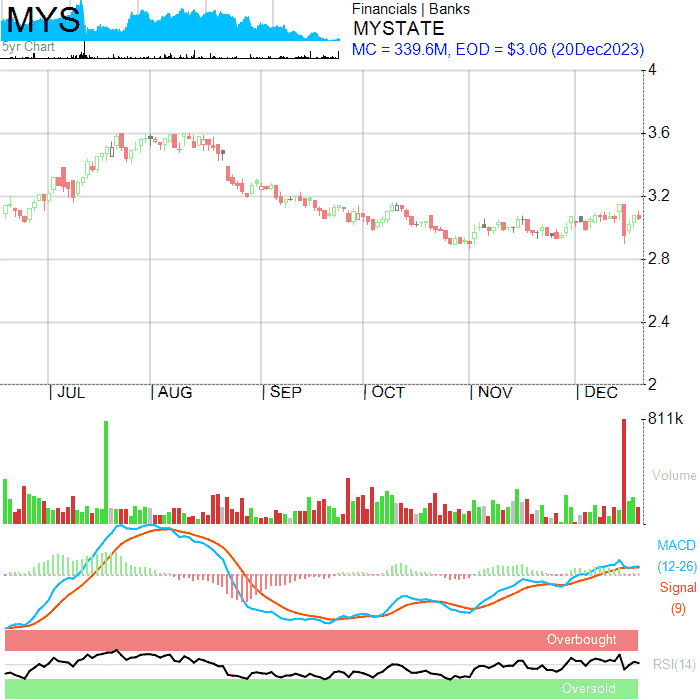 MYS
5yr Chart
Financials | Banks
MYSTATE
MC = 339.6M, EOD = $3.06 (20Dec2023)
4
3.6
3.2
2.8
2.4
2
JUL AUG SEP OCT NOV DEC
811k
Volume
MACD
(12-26)
Signal
(9)
Overbought
RSI(14)
Oversold